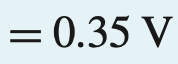 = 0.35 V